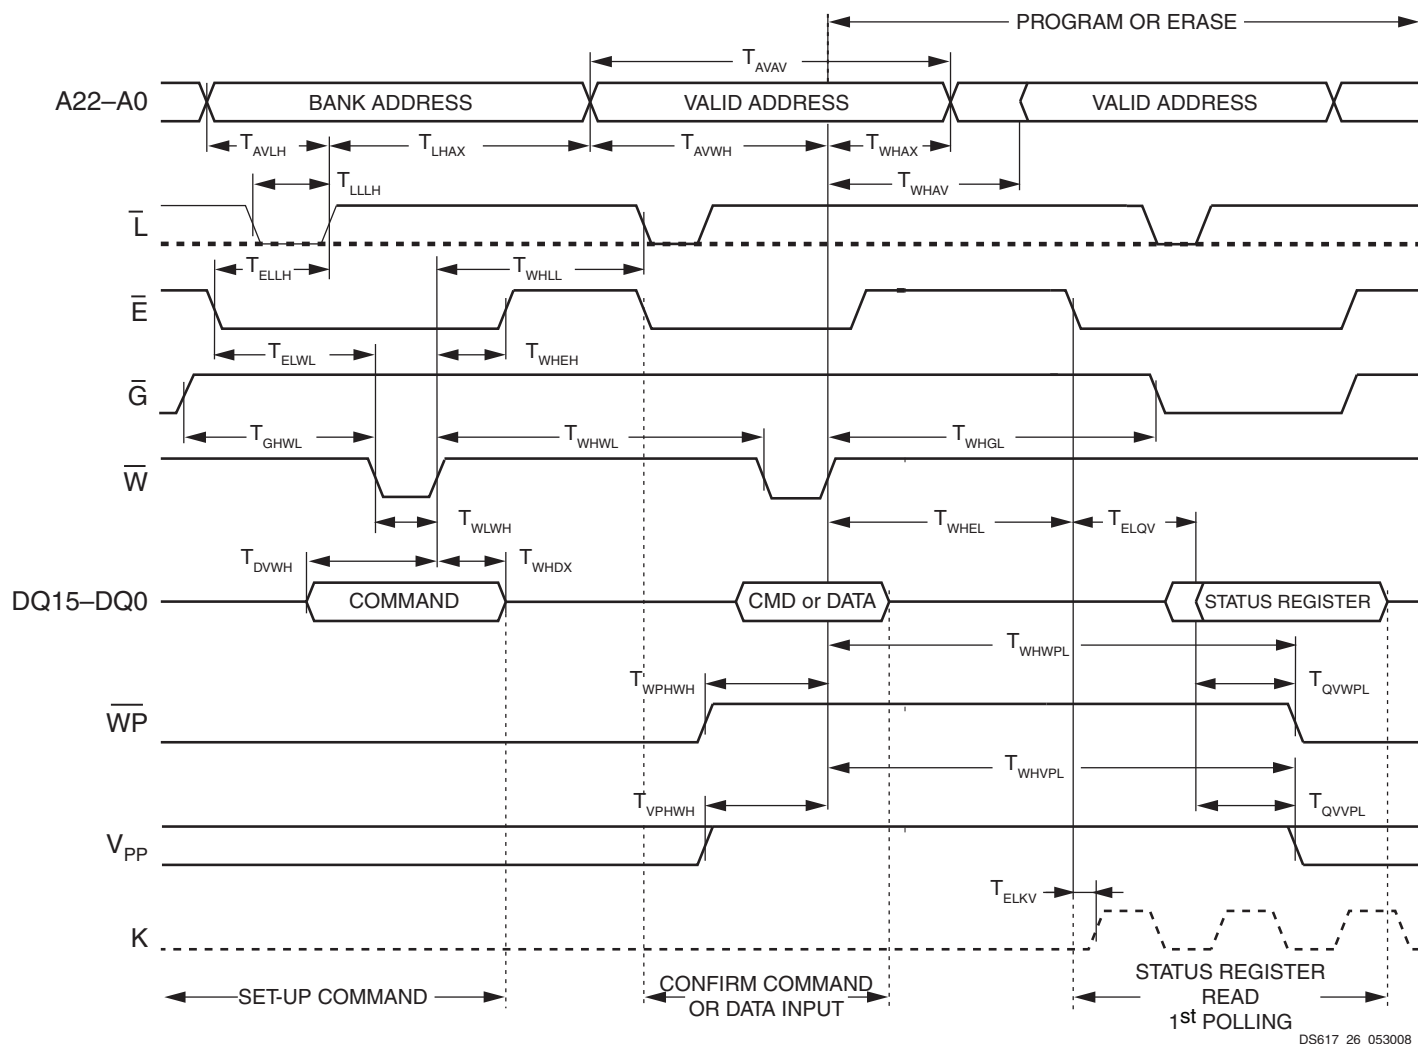 PROGRAM OR ERASE
TAVAV
A22–A0
BANK ADDRESS
VALID ADDRESS
VALID ADDRESS
TAVLH
TLHAX
TAVWH
TWHAX
TLLLH
TWHAV
L
TELLH
TWHLL
E
TELWL
TWHEH
G
TGHWL
TWHWL
TWHGL
W
TWLWH
TWHEL
TELQV
TDVWH
TWHDX
DQ15–DQ0
COMMAND
CMD or DATA
STATUS REGISTER
TWHWPL
TWPHWH
TQVWPL
WP
TWHVPL
TVPHWH
TQVVPL
VPP
TELKV
K
SET-UP COMMAND
CONFIRM COMMAND
OR DATA INPUT
STATUS REGISTER
READ
1st POLLING
DS617_26_053008